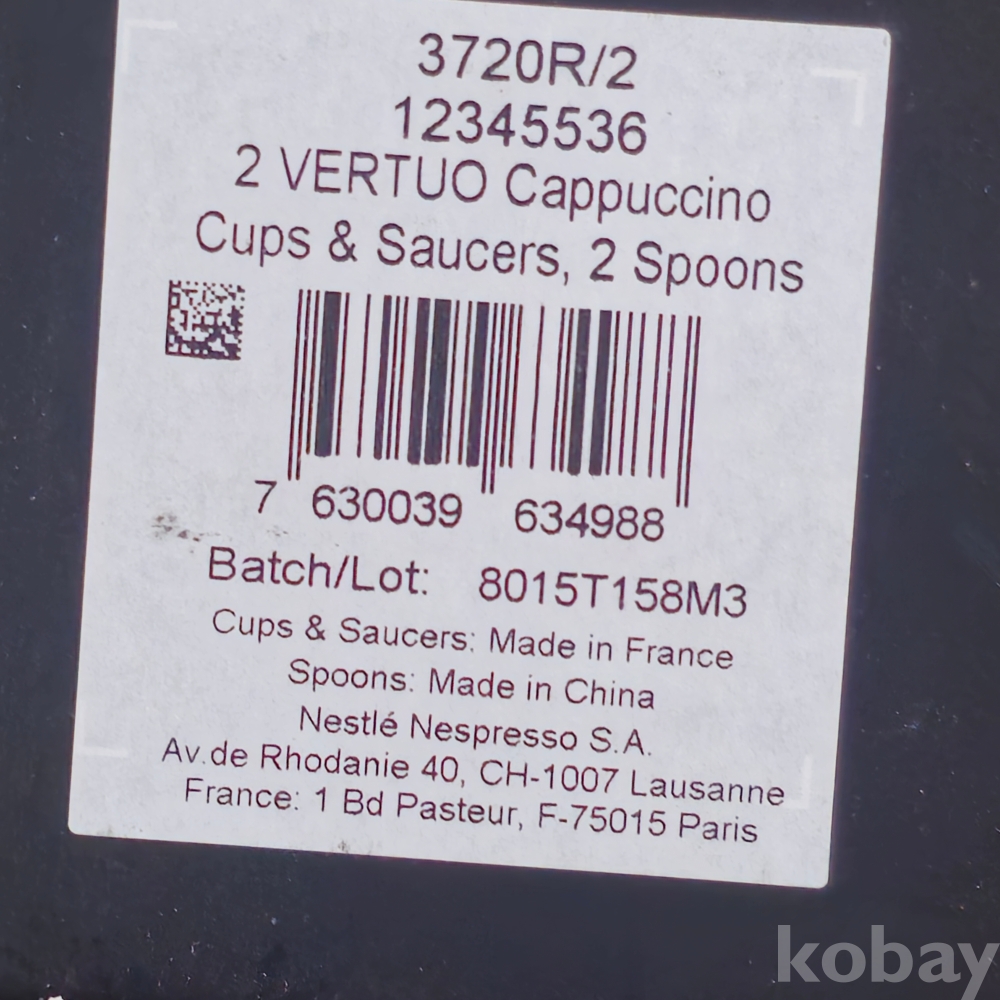 3720R/2
12345536
2 VERTUO Cappuccino
Cups & Saucers, 2 Spoons
7 630039 634988
Batch/Lot: 8015T158M3
Cups & Saucers: Made in France
Spoons: Made in China
Nestlé Nespresso S.A.
Av.de Rhodanie 40, CH-1007 Lausanne
France: 1 Bd Pasteur, F-75015 Paris
kobay